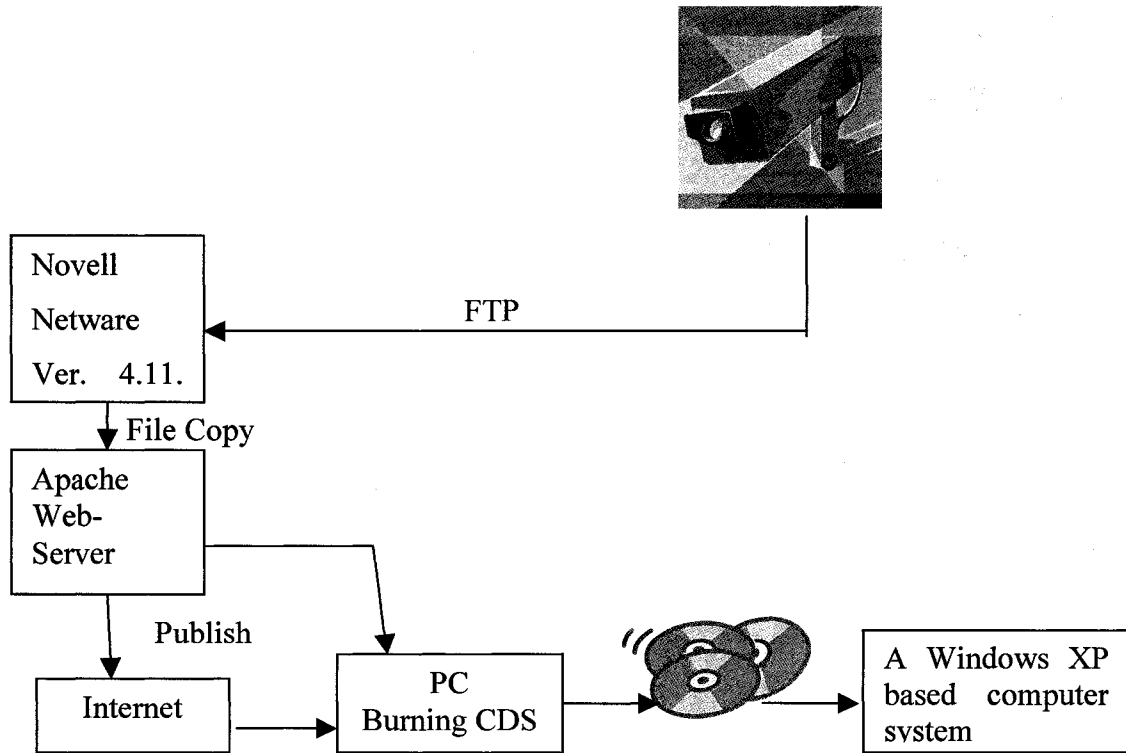 Novell
Netware
Ver. 4.11.
FTP
File Copy
Apache
Web-
Server
Publish
Internet
PC
Burning CDS
A Windows XP
based computer
system